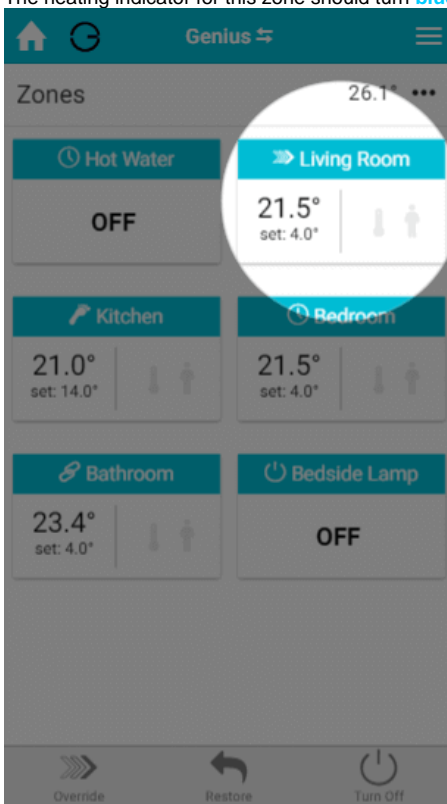 The heating indicator for this zone should turn
Genius
Zones
26.1°
Hot Water
Living Room
OFF
21.5°
set: 4.0°
Kitchen
Bedroom
21.0°
set: 14.0°
21.5°
set: 4.0°
Bathroom
Bedside Lamp
23.4°
set: 4.0°
OFF
Override
Restore
Turn Off